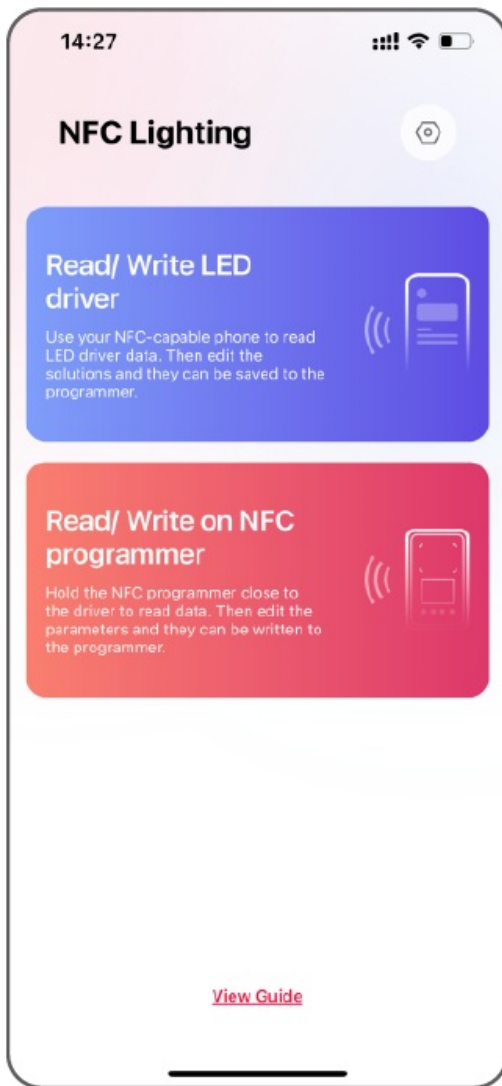 14:27
NFC Lighting
Read/ Write LED
driver
Use your NFC-capable phone to read
LED driver data. Then edit the
solutions and they can be saved to the
programmer.
Read/ Write on NFC
programmer
Hold the NFC programmer close to
the driver to read data. Then edit the
parameters and they can be written to
the programmer.
View Guide